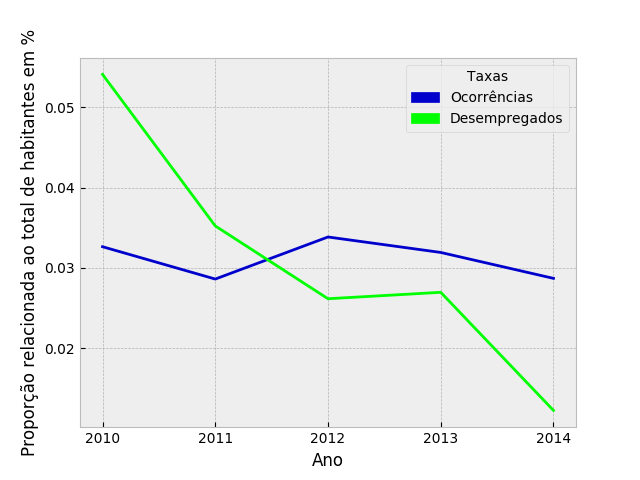 Proporção relacionada ao total de habitantes em %
Taxas
Ocorrências
Desempregados
0.05
0.04
0.03
0.02
2010 2011 2012 2013 2014
Ano